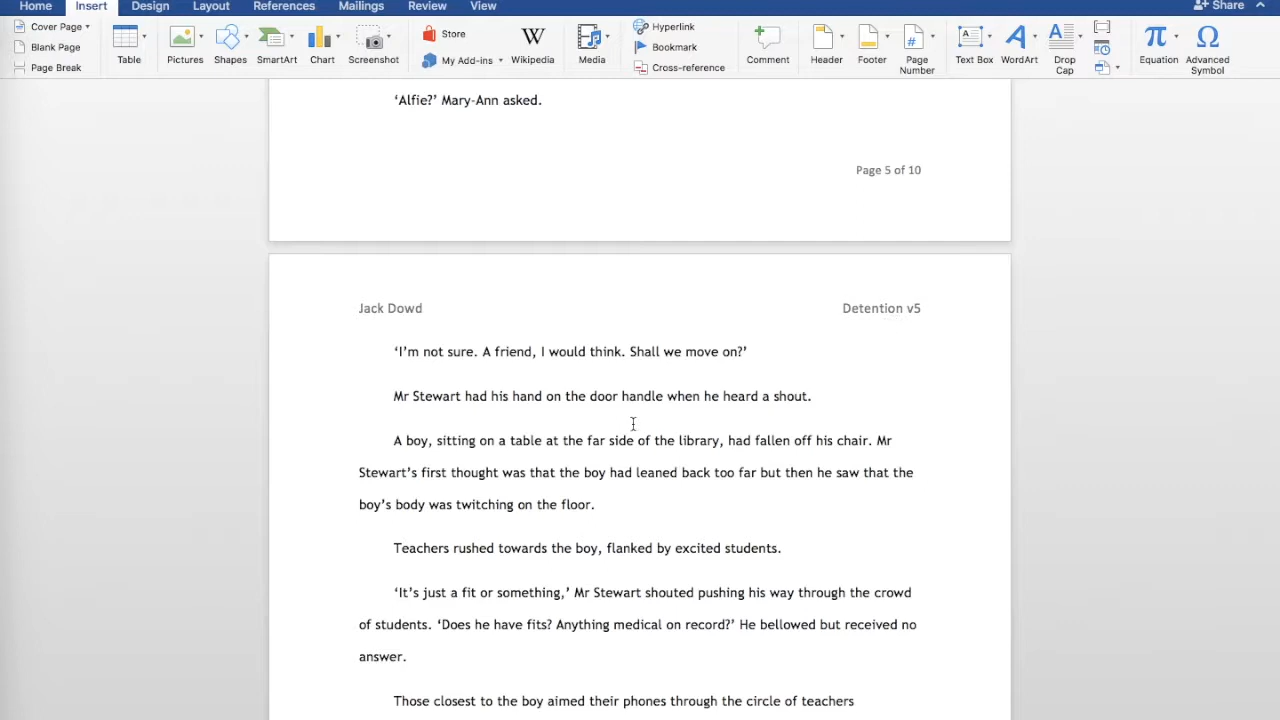 Home Insert Design Layout References Mailings Review View Share
Cover Page
Blank Page
Page Break
Table
Pictures
Shapes
SmartArt
Chart
Screenshot
Store
My Add-ins
W
Wikipedia
Media
Hyperlink
Bookmark
Cross-reference
Comment
Header
Footer
#
Page
Number
Text Box
A
WordArt
A
Drop
Cap
π
Equation
Ω
Advanced
Symbol
‘Alfie?’ Mary-Ann asked.
Page 5 of 10
Jack Dowd Detention v5
‘I’m not sure. A friend, I would think. Shall we move on?’
Mr Stewart had his hand on the door handle when he heard a shout.
A boy, sitting on a table at the far side of the library, had fallen off his chair. Mr
Stewart’s first thought was that the boy had leaned back too far but then he saw that the
boy’s body was twitching on the floor.
Teachers rushed towards the boy, flanked by excited students.
‘It’s just a fit or something,’ Mr Stewart shouted pushing his way through the crowd
of students. ‘Does he have fits? Anything medical on record?’ He bellowed but received no
answer.
Those closest to the boy aimed their phones through the circle of teachers